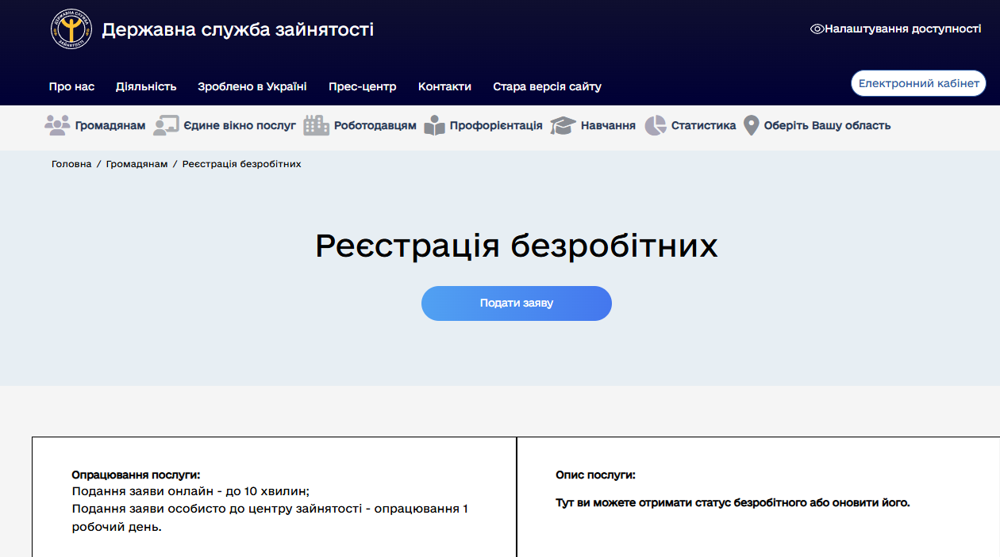 ДЕРЖАВНА СЛУЖБА ЗАЙНЯТОСТІ
Державна служба зайнятості
Налаштування доступності
Про нас Діяльність Зроблено в Україні Прес-центр Контакти Стара версія сайту
Електронний кабінет
Громадянам Єдине вікно послуг Роботодавцям Профорієнтація Навчання Статистика Оберіть Вашу область
Головна / Громадянам / Реєстрація безробітних
Реєстрація безробітних
Подати заяву
Опрацювання послуги:
Подання заяви онлайн - до 10 хвилин;
Подання заяви особисто до центру зайнятості - опрацювання 1
робочий день.
Опис послуги:
Тут ви можете отримати статус безробітного або оновити його.